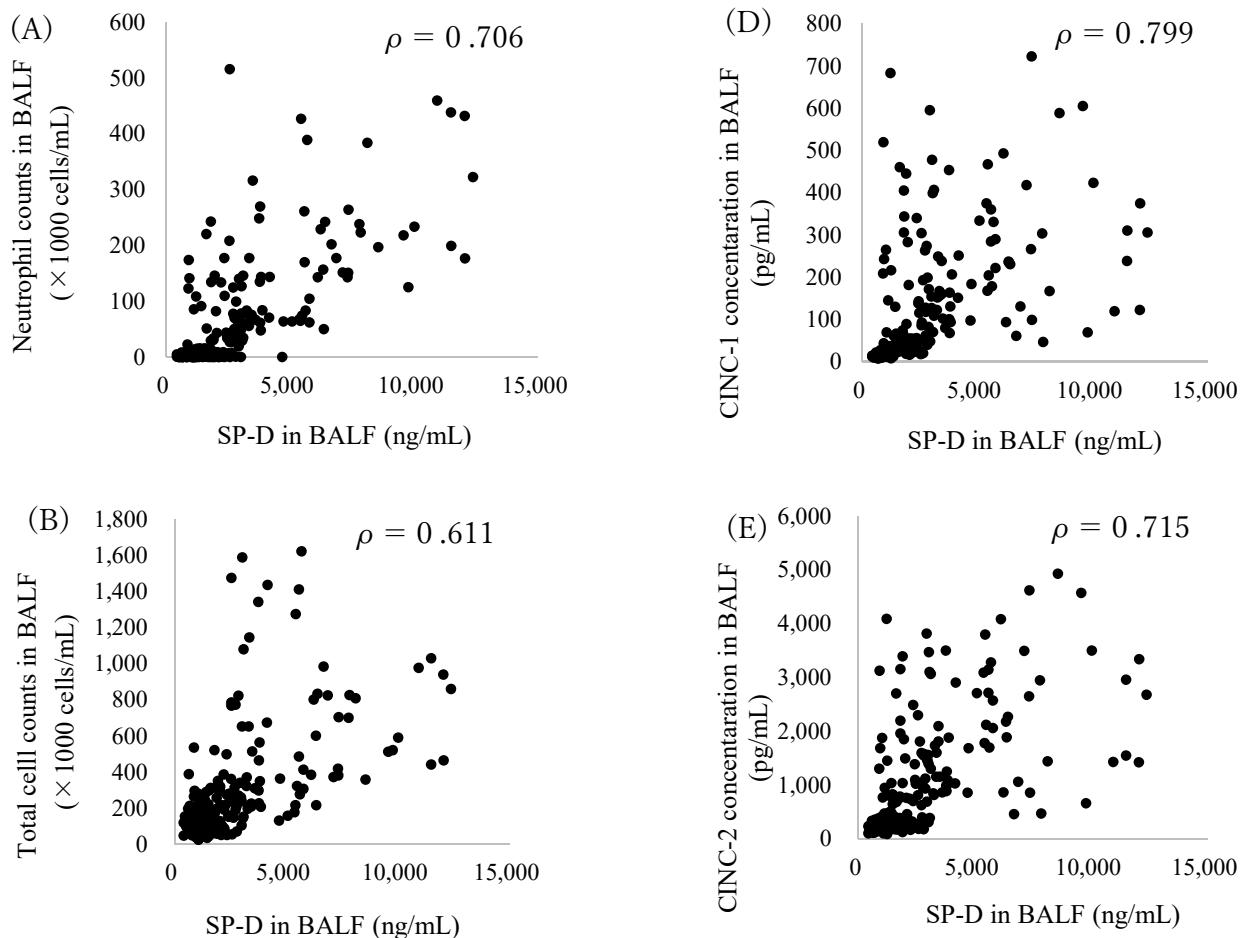 (A)
ρ = 0.706
Neutrophil counts in BALF
(×1000 cells/mL)
600
500
400
300
200
100
0
0
5,000
10,000
15,000
SP-D in BALF (ng/mL)
(D)
ρ = 0.799
CINC-1 concentaration in BALF
(pg/mL)
800
700
600
500
400
300
200
100
0
0
5,000
10,000
15,000
SP-D in BALF (ng/mL)
(B)
ρ = 0.611
Total celll counts in BALF
(×1000 cells/mL)
1,800
1,600
1,400
1,200
1,000
800
600
400
200
0
0
5,000
10,000
15,000
SP-D in BALF (ng/mL)
(E)
ρ = 0.715
CINC-2 concentaration in BALF
(pg/mL)
6,000
5,000
4,000
3,000
2,000
1,000
0
0
5,000
10,000
15,000
SP-D in BALF (ng/mL)